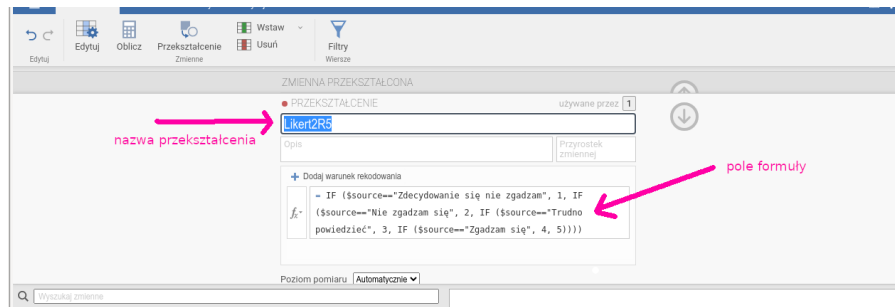 Edytuj
Edytuj
Oblicz
Przekształcenie
Zmienne
Wstaw
Usuń
Filtry
Wiersze
ZMIENNA PRZEKSZTAŁCONA
PRZEKSZTAŁCENIE
używane przez 1
Likert2R5
nazwa przekształcenia
Opis
Przyrostek
zmiennej
pole formuły
+ Dodaj warunek rekodowania
fx
= IF ($source=="Zdecydowanie się nie zgadzam", 1, IF
($source=="Nie zgadzam się", 2, IF ($source=="Trudno
powiedzieć", 3, IF ($source=="Zgadzam się", 4, 5))))
Poziom pomiaru Automatycznie
Wyszukaj zmienne